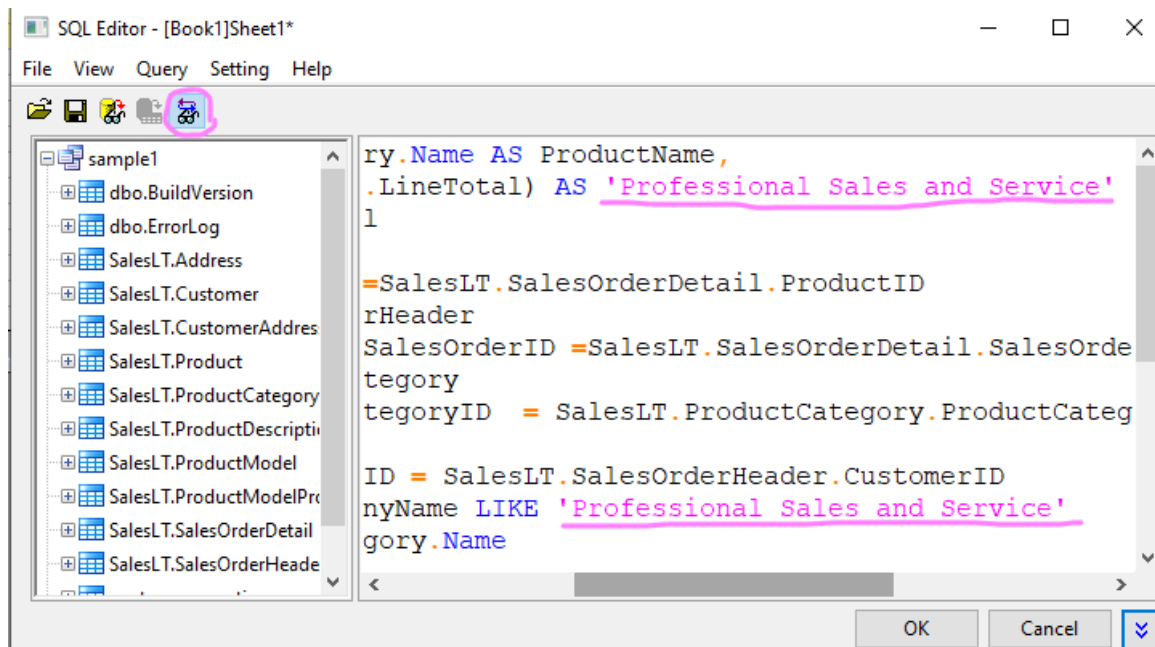 SQL Editor - [Book1]Sheet1*
File View Query Setting Help
sample1
dbo.BuildVersion
dbo.ErrorLog
SalesLT.Address
SalesLT.Customer
SalesLT.CustomerAddres
SalesLT.Product
SalesLT.ProductCategory
SalesLT.ProductDescripti
SalesLT.ProductModel
SalesLT.ProductModelPro
SalesLT.SalesOrderDetail
SalesLT.SalesOrderHeade
ry.Name AS ProductName,
.LineTotal) AS 'Professional Sales and Service'
l
=SalesLT.SalesOrderDetail.ProductID
rHeader
SalesOrderID =SalesLT.SalesOrderDetail.SalesOrde
tegory
tegoryID = SalesLT.ProductCategory.ProductCateg
ID = SalesLT.SalesOrderHeader.CustomerID
nyName LIKE 'Professional Sales and Service'
gory.Name
OK Cancel